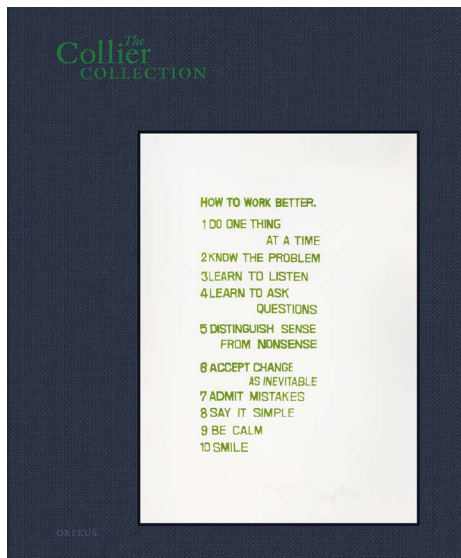 The
Collier
COLLECTION
HOW TO WORK BETTER.
1 DO ONE THING
AT A TIME
2 KNOW THE PROBLEM
3 LEARN TO LISTEN
4 LEARN TO ASK
QUESTIONS
5 DISTINGUISH SENSE
FROM NONSENSE
6 ACCEPT CHANGE
AS INEVITABLE
7 ADMIT MISTAKES
8 SAY IT SIMPLE
9 BE CALM
10 SMILE
ORFEUS